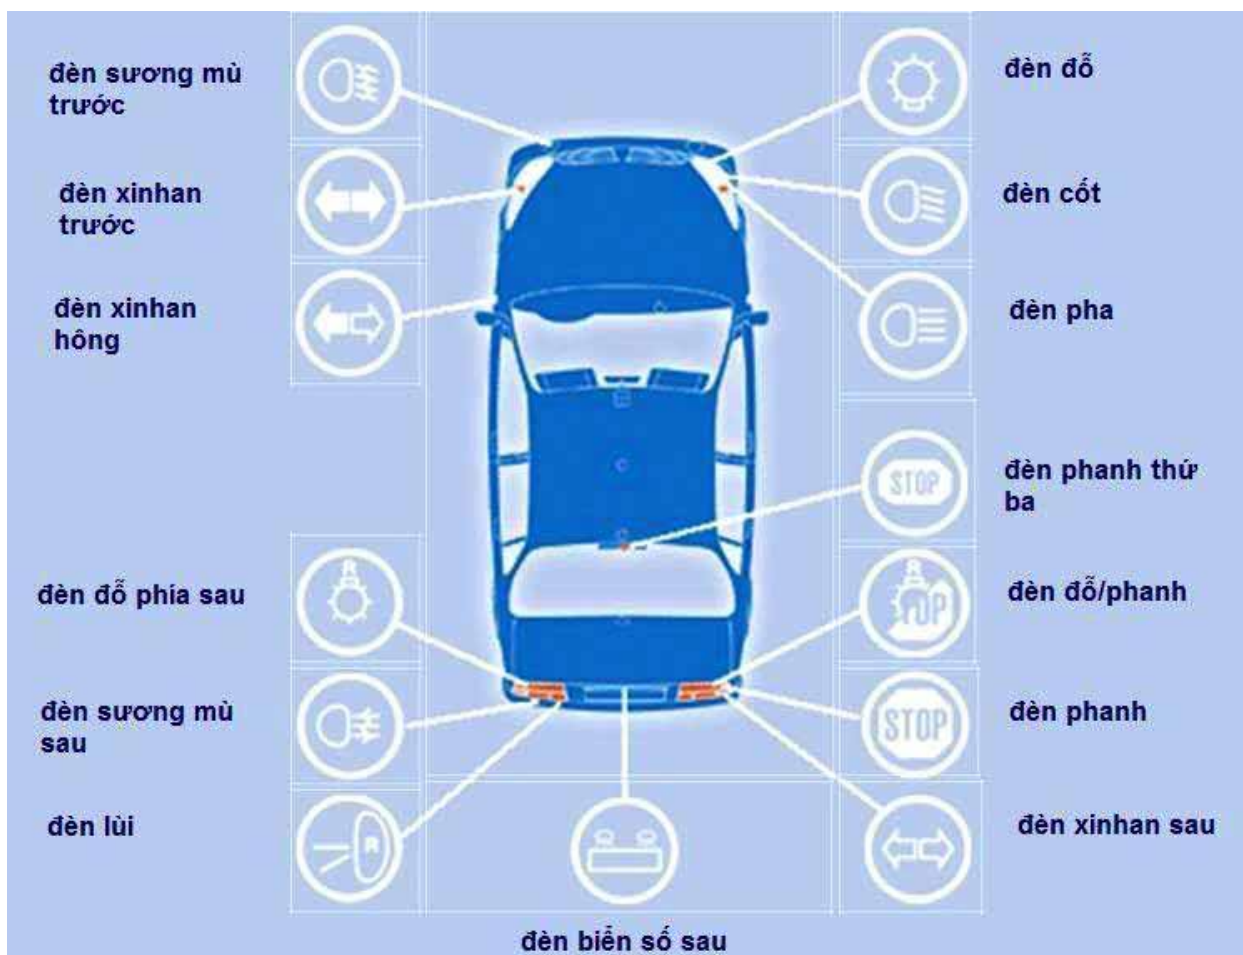 đèn sương mù
trước
đèn đỗ
đèn xinhan
trước
đèn cốt
đèn xinhan
hông
đèn pha
STOP
đèn phanh thứ
ba
R
đèn đỗ phía sau
R
đèn đỗ/phanh
đèn sương mù
sau
STOP
đèn phanh
đèn lùi
R
đèn xinhan sau
đèn biển số sau